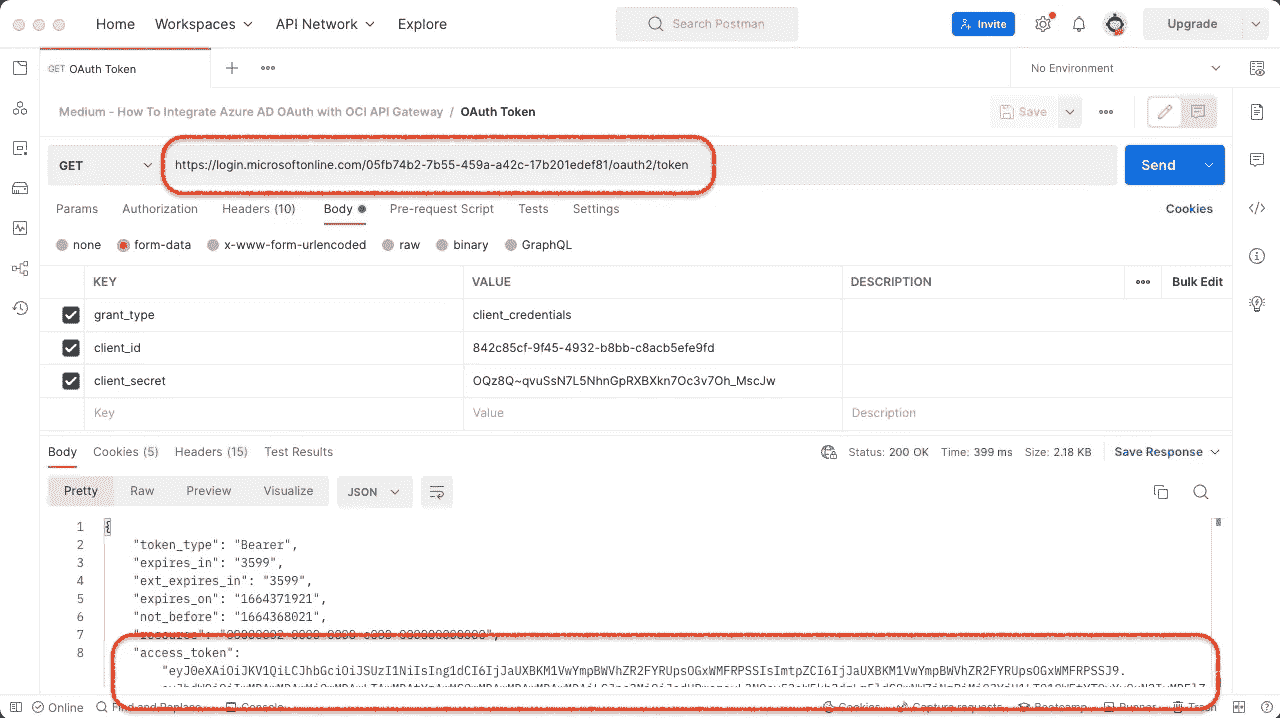 Home Workspaces API Network Explore Search Postman Invite Upgrade
GET OAuth Token No Environment
Medium - How To Integrate Azure AD OAuth with OCI API Gateway / OAuth Token Save
GET https://login.microsoftonline.com/05fb74b2-7b55-459a-a42c-17b201edef81/oauth2/token Send
Params Authorization Headers (10) Body Pre-request Script Tests Settings Cookies
none form-data x-www-form-urlencoded raw binary GraphQL
KEY VALUE DESCRIPTION Bulk Edit
grant_type client_credentials
client_id 842c85cf-9f45-4932-b8bb-c8acb5efe9fd
client_secret OQz8Q~qvuSsN7L5NhnGpRXBXkn7Oc3v7Oh_MscJw
Key Value Description
Body Cookies (5) Headers (15) Test Results Status: 200 OK Time: 399 ms Size: 2.18 KB Save Response
Pretty Raw Preview Visualize JSON
1 {
2 "token_type": "Bearer",
3 "expires_in": "3599",
4 "ext_expires_in": "3599",
5 "expires_on": "1664371921",
6 "not_before": "1664368021",
7 "resource":
8 "access_token":
Online Find and Replace Console Cookies Capture requests Bootcamp Runner Trash